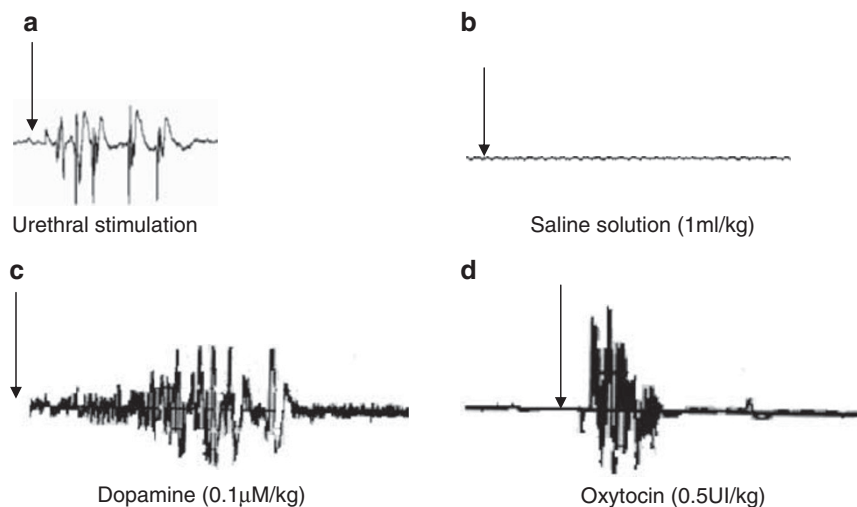 a
b
Urethral stimulation
Saline solution (1ml/kg)
c
d
Dopamine (0.1μM/kg)
Oxytocin (0.5UI/kg)